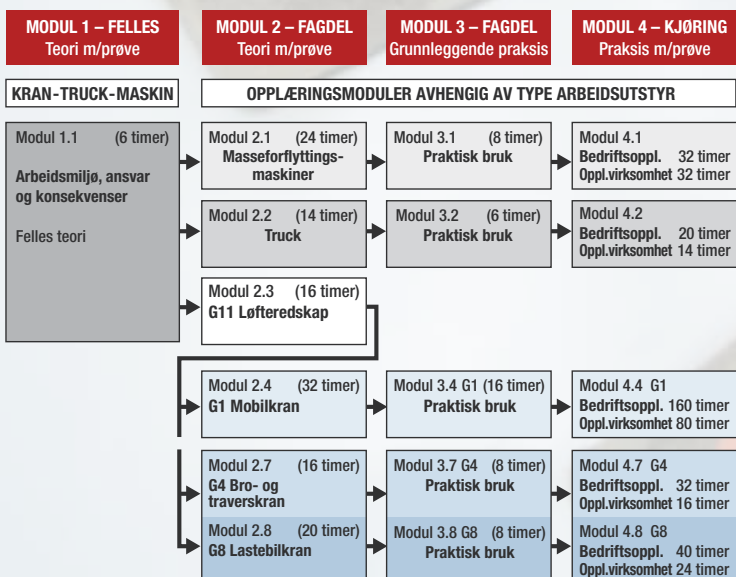 MODUL 1 – FELLES
Teori m/prøve
MODUL 2 – FAGDEL
Teori m/prøve
MODUL 3 – FAGDEL
Grunnleggende praksis
MODUL 4 – KJØRING
Praksis m/prøve
KRAN-TRUCK-MASKIN
OPPLÆRINGSMODULER AVHENGIG AV TYPE ARBEIDSUTSTYR
Modul 1.1 (6 timer)
Arbeidsmiljø, ansvar
og konsekvenser
Felles teori
Modul 2.1 (24 timer)
Masseforflyttings-
maskiner
Modul 3.1 (8 timer)
Praktisk bruk
Modul 4.1
Bedriftsoppl. 32 timer
Oppl.virksomhet 32 timer
Modul 2.2 (14 timer)
Truck
Modul 3.2 (6 timer)
Praktisk bruk
Modul 4.2
Bedriftsoppl. 20 timer
Oppl.virksomhet 14 timer
Modul 2.3 (16 timer)
G11 Løfteredskap
Modul 2.4 (32 timer)
G1 Mobilkran
Modul 3.4 G1 (16 timer)
Praktisk bruk
Modul 4.4 G1
Bedriftsoppl. 160 timer
Oppl.virksomhet 80 timer
Modul 2.7 (16 timer)
G4 Bro- og
traverskran
Modul 3.7 G4 (8 timer)
Praktisk bruk
Modul 4.7 G4
Bedriftsoppl. 32 timer
Oppl.virksomhet 16 timer
Modul 2.8 (20 timer)
G8 Lastebilkran
Modul 3.8 G8 (8 timer)
Praktisk bruk
Modul 4.8 G8
Bedriftsoppl. 40 timer
Oppl.virksomhet 24 timer